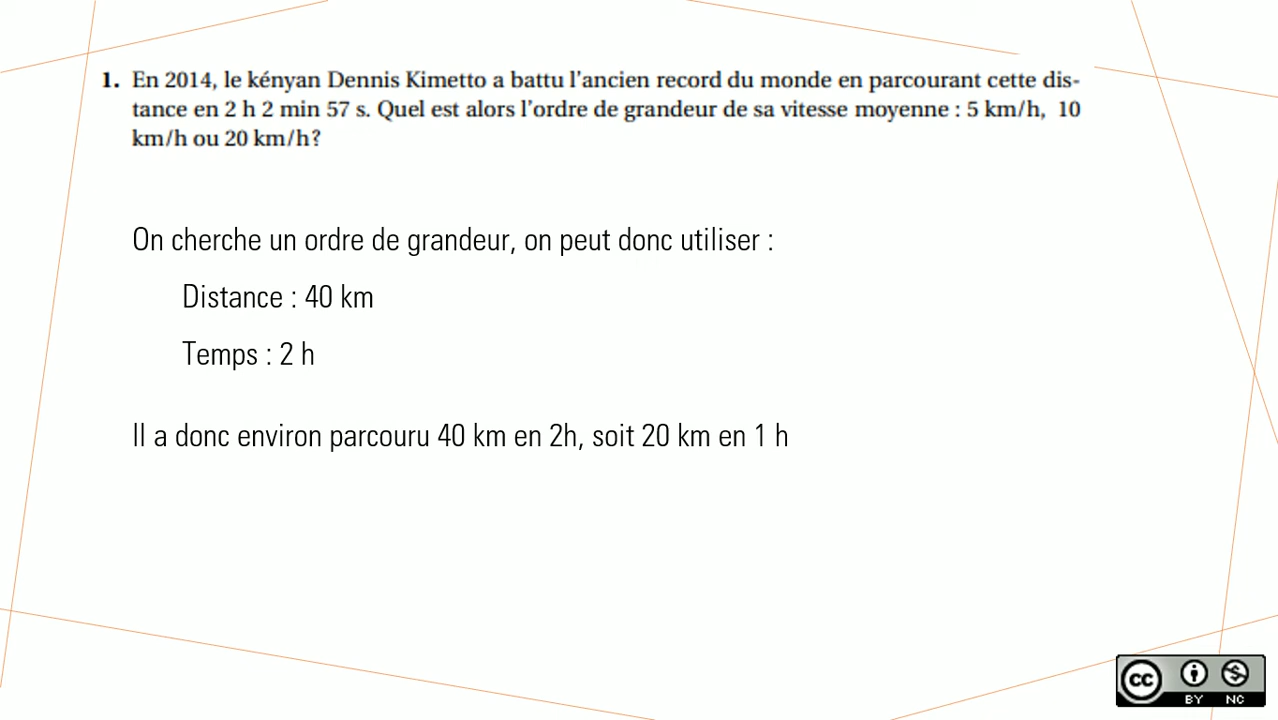 1. En 2014, le kényan Dennis Kimetto a battu l'ancien record du monde en parcourant cette dis-
tance en 2 h 2 min 57 s. Quel est alors l'ordre de grandeur de sa vitesse moyenne : 5 km/h, 10
km/h ou 20 km/h?
On cherche un ordre de grandeur, on peut donc utiliser :
Distance : 40 km
Temps : 2 h
Il a donc environ parcouru 40 km en 2h, soit 20 km en 1 h
CC
BY NC